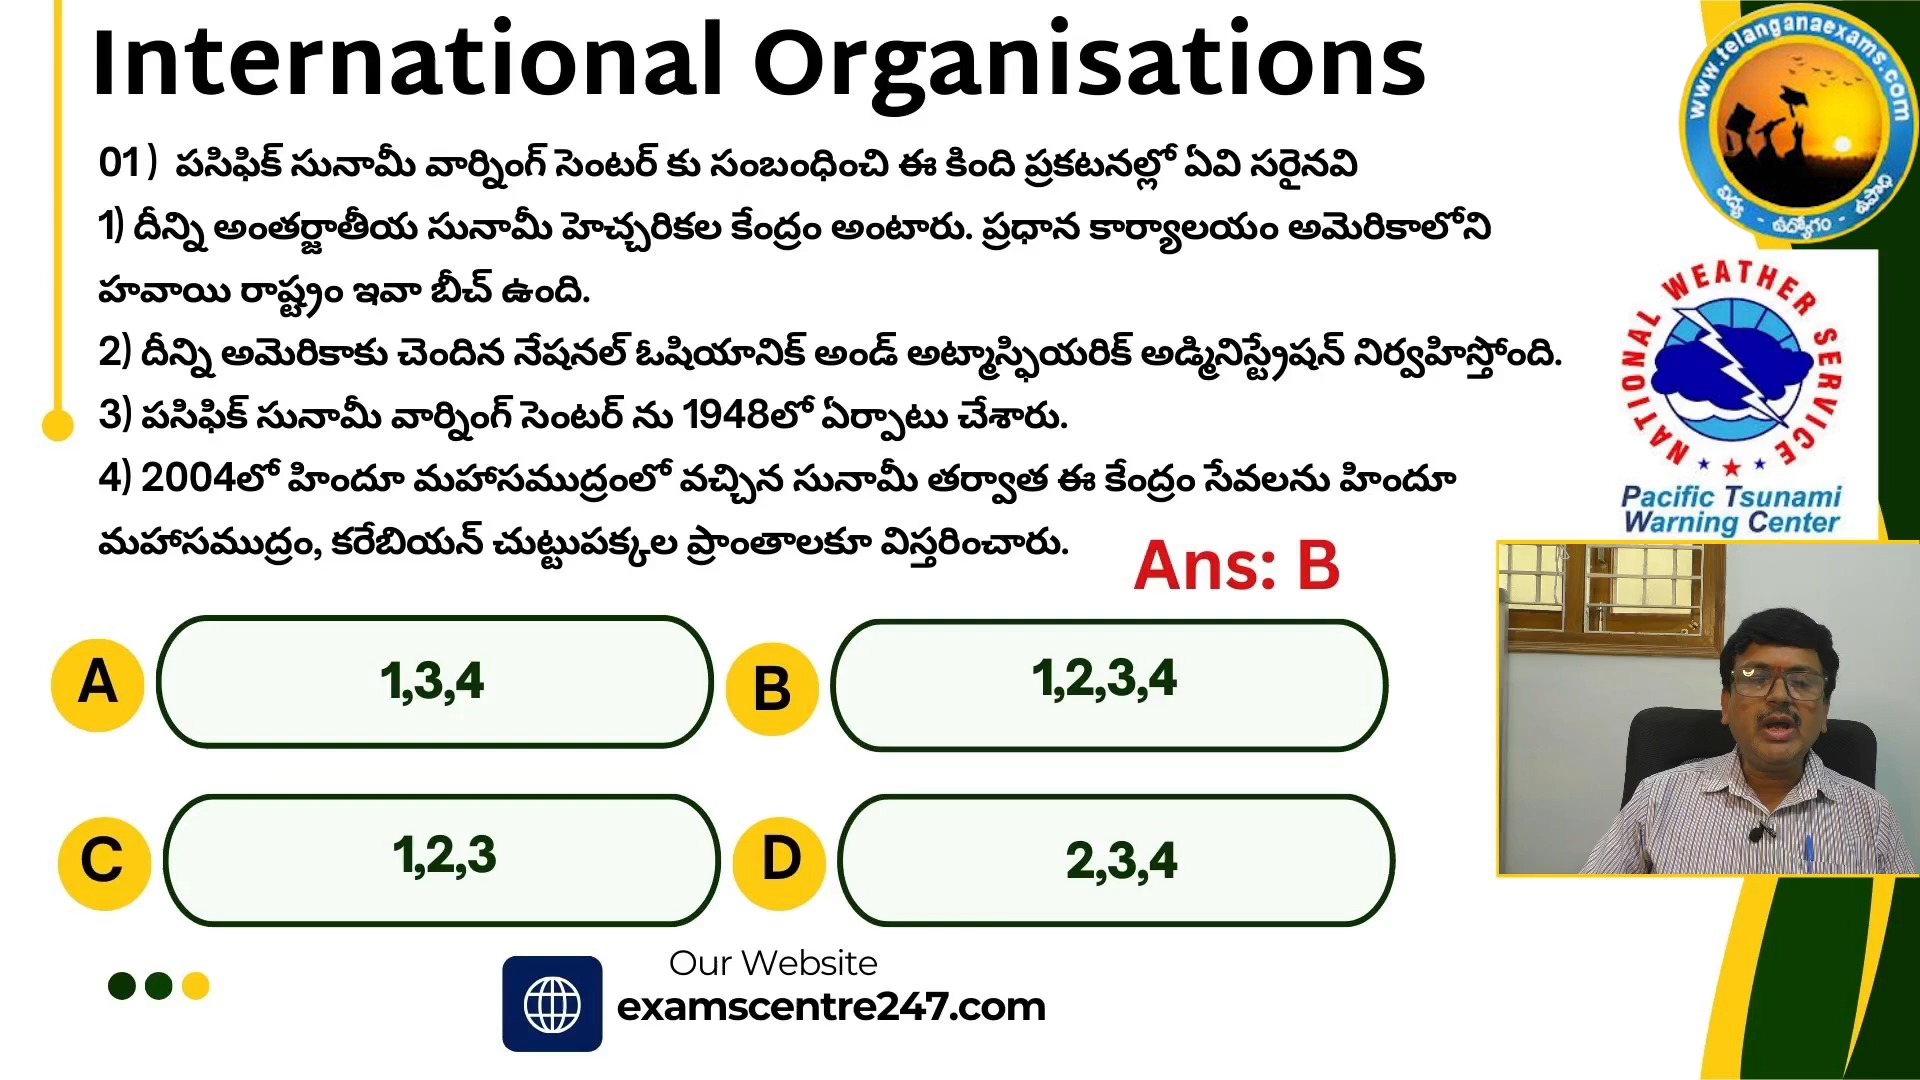 International Organisations
01 ) పసిఫిక్ సునామీ వార్నింగ్ సెంటర్ కు సంబంధించి ఈ కింది ప్రకటనల్లో ఏవి సరైనవి
1) దీన్ని అంతర్జాతీయ సునామీ హెచ్చరికల కేంద్రం అంటారు. ప్రధాన కార్యాలయం అమెరికాలోని
హవాయి రాష్ట్రం ఇవా బీచ్ ఉంది.
2) దీన్ని అమెరికాకు చెందిన నేషనల్ ఓషియానిక్ అండ్ అట్మాస్ఫియరిక్ అడ్మినిస్ట్రేషన్ నిర్వహిస్తోంది.
3) పసిఫిక్ సునామీ వార్నింగ్ సెంటర్ ను 1948లో ఏర్పాటు చేశారు.
4) 2004లో హిందూ మహాసముద్రంలో వచ్చిన సునామీ తర్వాత ఈ కేంద్రం సేవలను హిందూ
మహాసముద్రం, కరేబియన్ చుట్టుపక్కల ప్రాంతాలకూ విస్తరించారు.
Ans: B
A 1,3,4
B 1,2,3,4
C 1,2,3
D 2,3,4
Our Website
examscentre247.com
www.telanganaexams.com
విద్య - ఉద్యోగం - ఉపాధి
NATIONAL WEATHER SERVICE
Pacific Tsunami
Warning Center